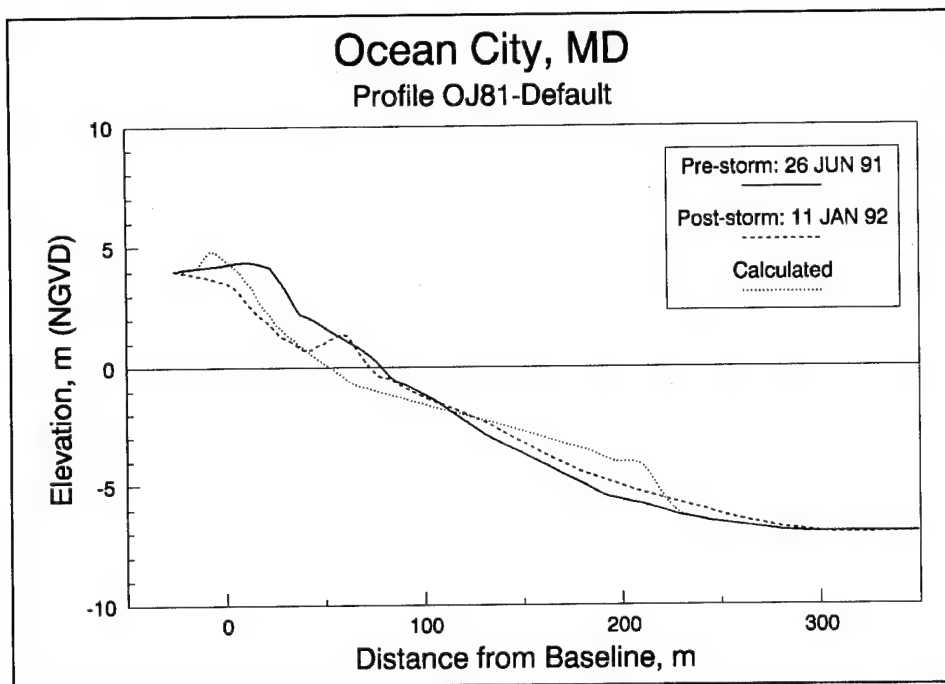 Ocean City, MD
Profile OJ81-Default
10
5
0
-5
-10
Elevation, m (NGVD)
Pre-storm: 26 JUN 91
Post-storm: 11 JAN 92
Calculated
0
100
200
300
Distance from Baseline, m